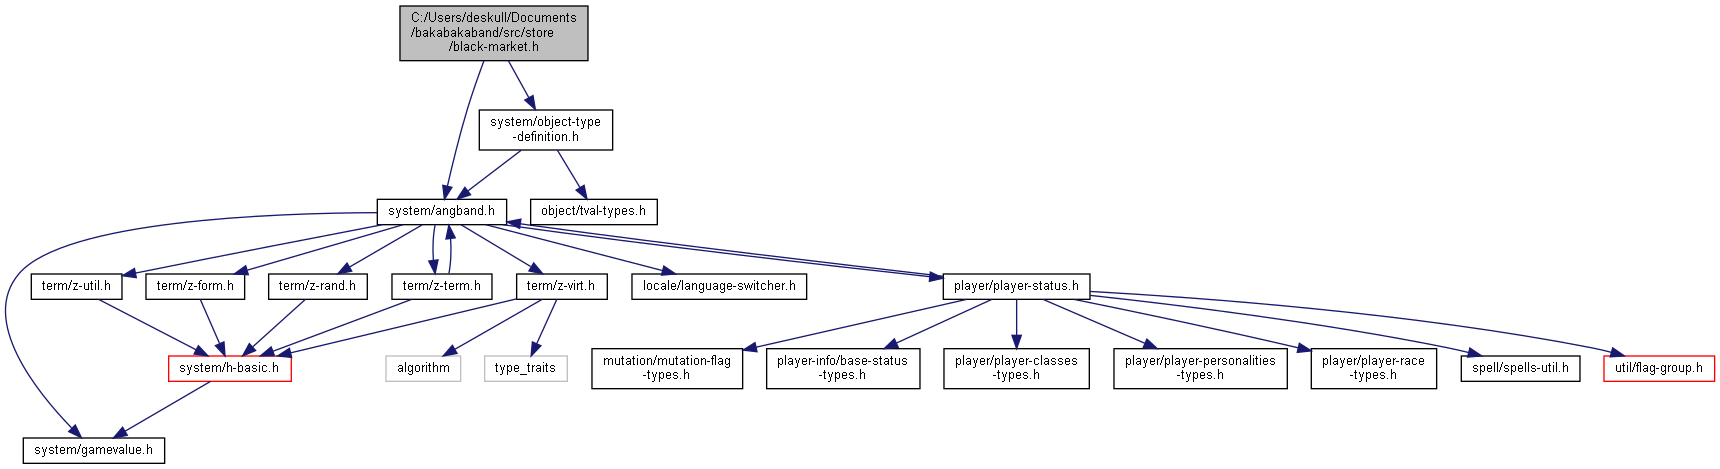 C:/Users/deskull/Documents
/bakabakaband/src/store
/black-market.h
system/object-type
-definition.h
system/angband.h
object/tval-types.h
term/z-util.h
term/z-form.h
term/z-rand.h
term/z-term.h
term/z-virt.h
locale/language-switcher.h
player/player-status.h
system/h-basic.h
algorithm
type_traits
mutation/mutation-flag
-types.h
player-info/base-status
-types.h
player/player-classes
-types.h
player/player-personalities
-types.h
player/player-race
-types.h
spell/spells-util.h
util/flag-group.h
system/gamevalue.h